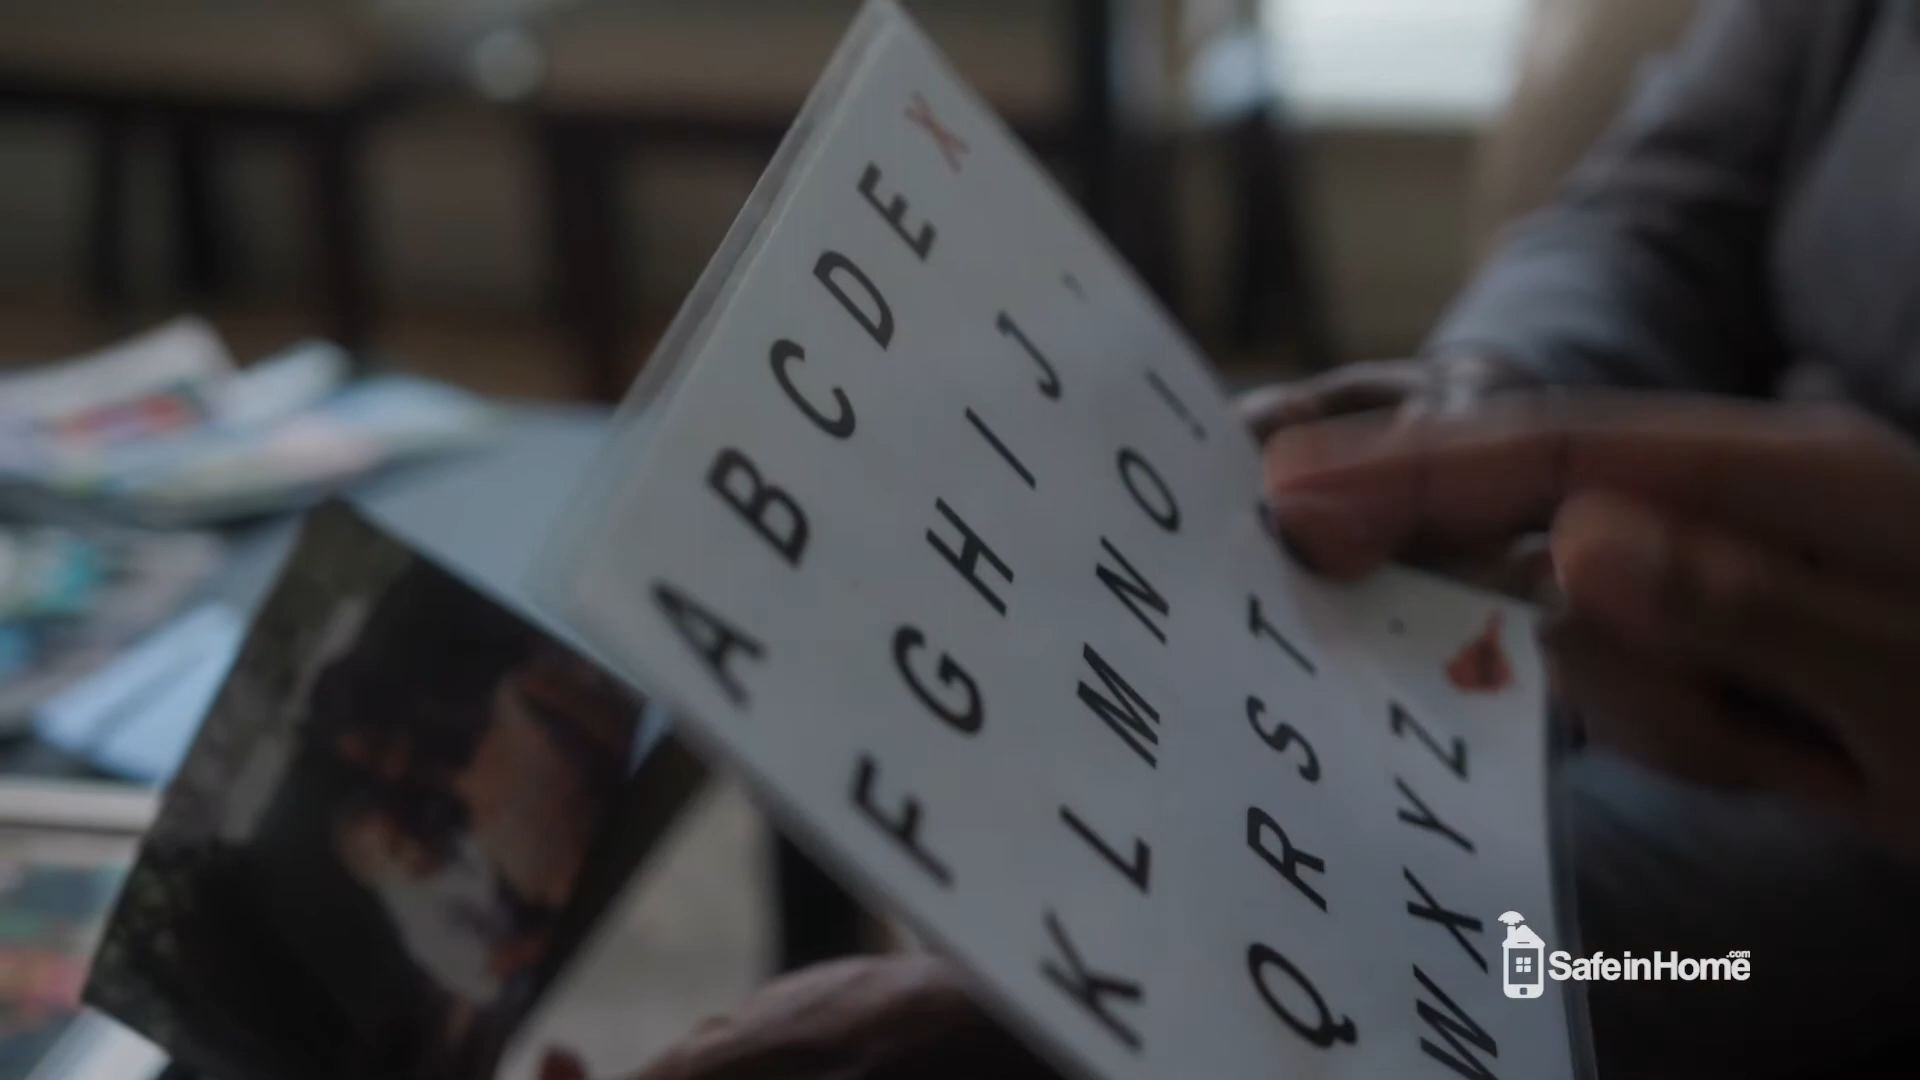 A B C D E X
F G H I J ,
K L M N O !
Q R S T
W X Y Z .
SafeinHome.com